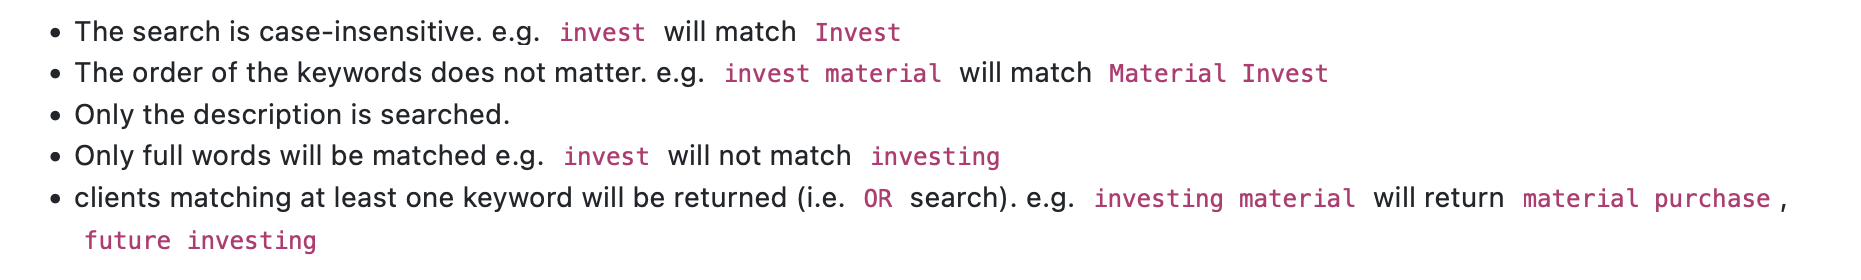 • The search is case-insensitive. e.g. invest will match Invest
• The order of the keywords does not matter. e.g. invest material will match Material Invest
• Only the description is searched.
• Only full words will be matched e.g. invest will not match investing
• clients matching at least one keyword will be returned (i.e. OR search). e.g. investing material will return material purchase ,
future investing